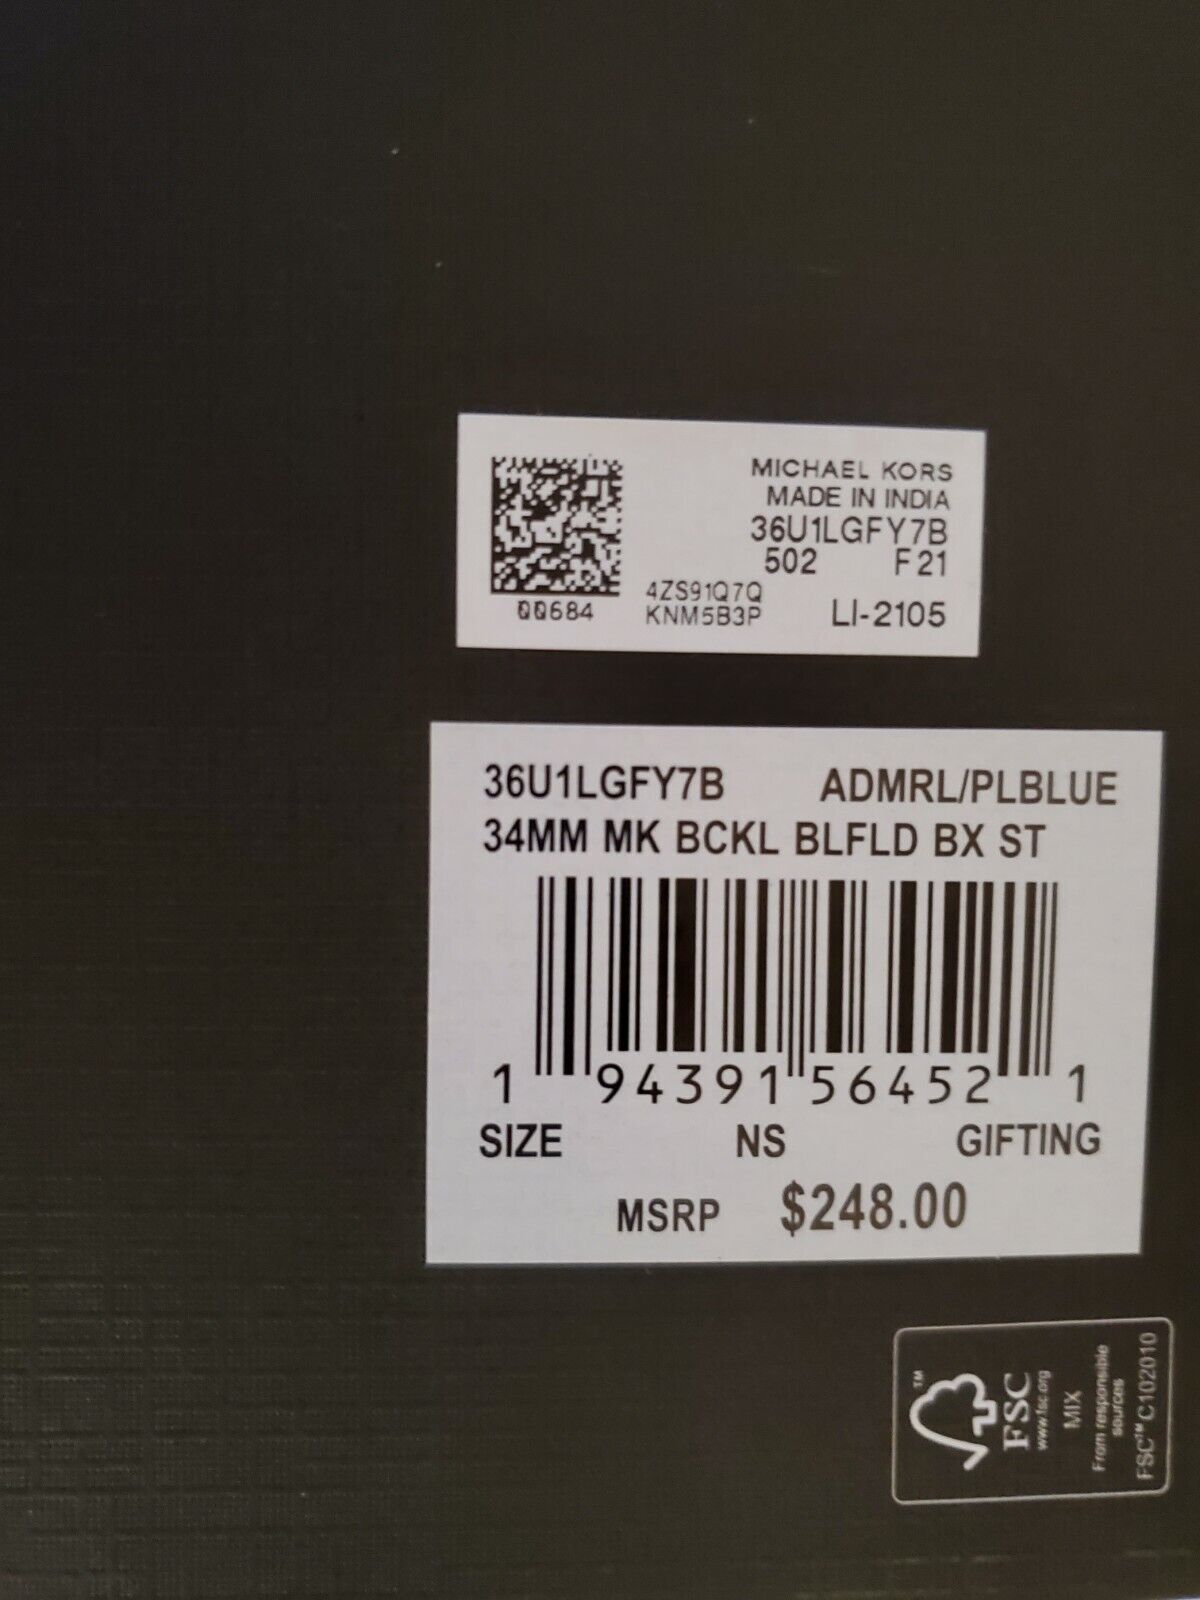 MICHAEL KORS
MADE IN INDIA
36U1LGFY7B
502 F21
4ZS91Q7Q
00684 KNM5B3P LI-2105
36U1LGFY7B ADMRL/PLBLUE
34MM MK BCKL BLFLD BX ST
1 94391 56452 1
SIZE NS GIFTING
MSRP $248.00
TM
FSC
www.fsc.org
MIX
From responsible
sources
FSC™ C102010